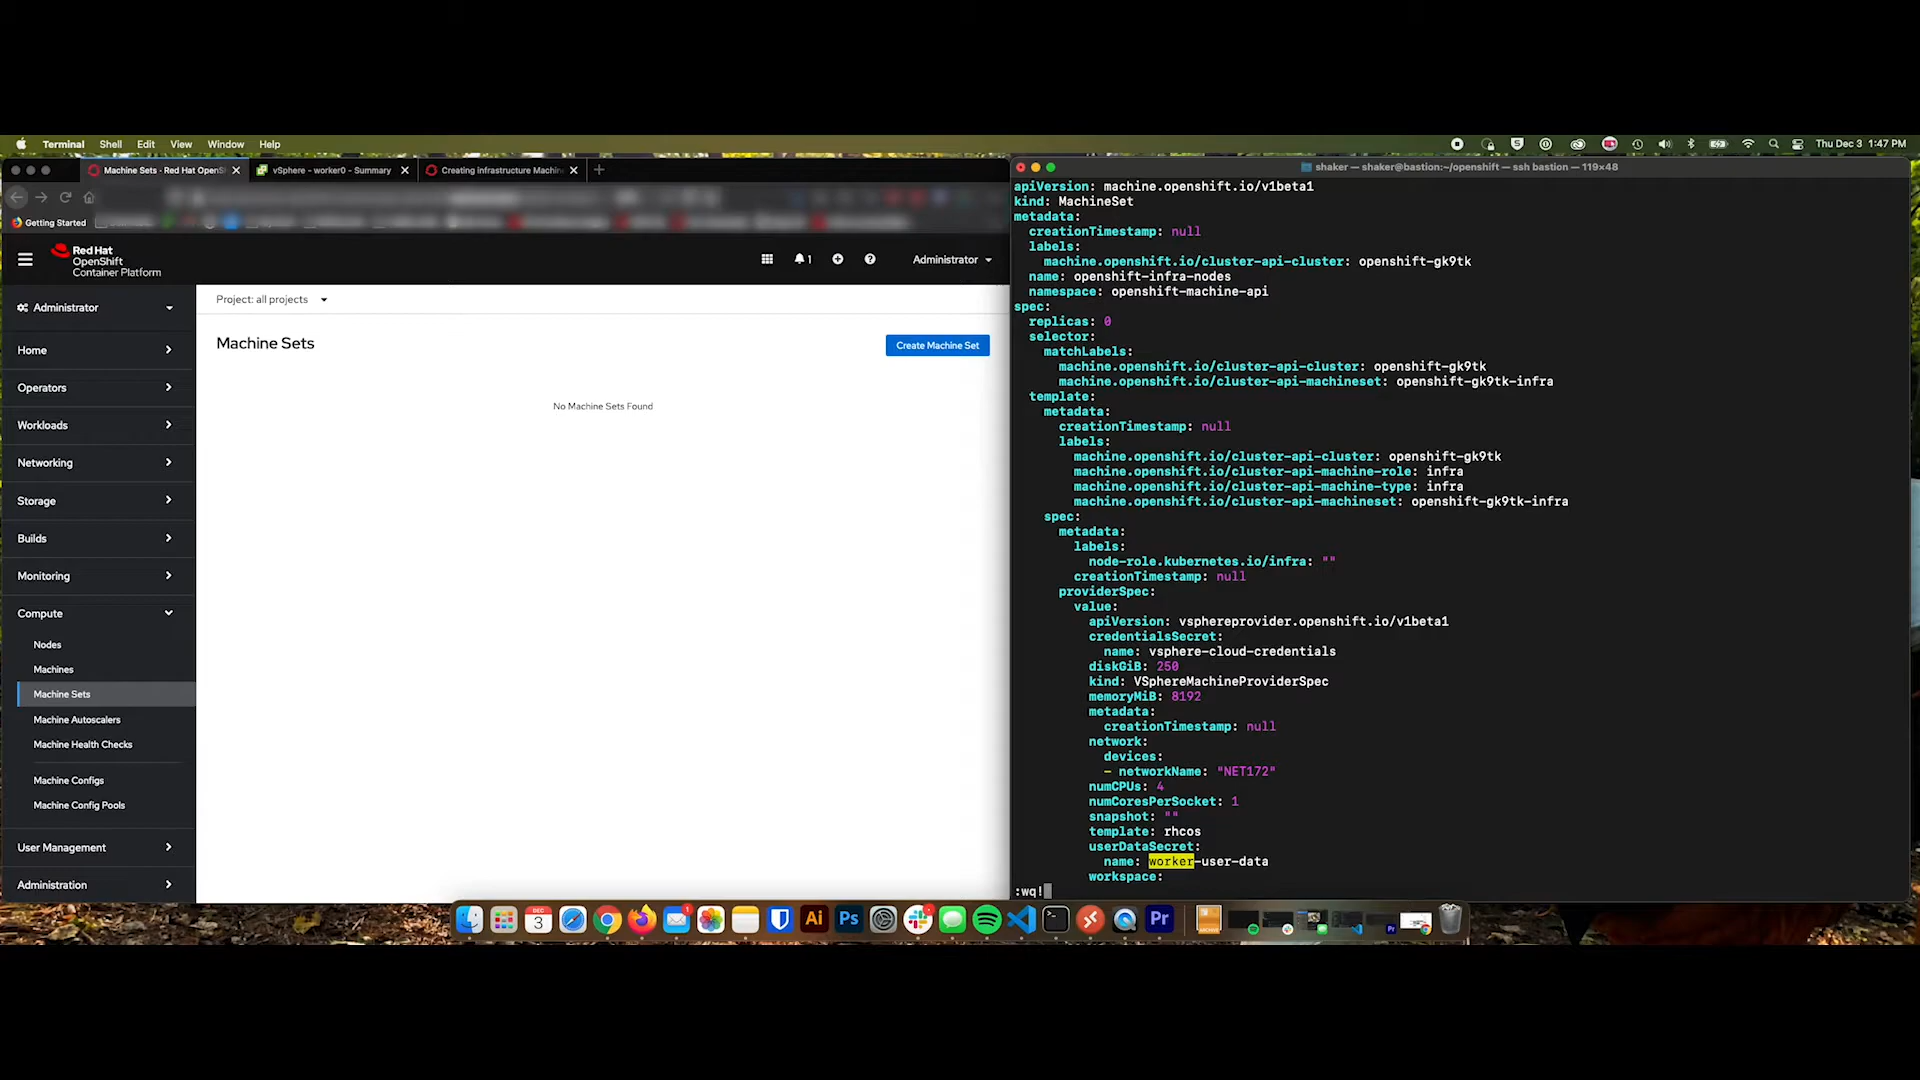 Terminal Shell Edit View Window Help
Thu Dec 3 1:47 PM
Machine Sets · Red Hat OpenS
vSphere - worker0 - Summary
Creating infrastructure Machin
Getting Started
Red Hat
OpenShift
Container Platform
1
Administrator
Administrator
Home
Operators
Workloads
Networking
Storage
Builds
Monitoring
Compute
Nodes
Machines
Machine Sets
Machine Autoscalers
Machine Health Checks
Machine Configs
Machine Config Pools
User Management
Administration
Project: all projects
Machine Sets
Create Machine Set
No Machine Sets Found
shaker — shaker@bastion:~/openshift — ssh bastion — 119×48
apiVersion: machine.openshift.io/v1beta1
kind: MachineSet
metadata:
  creationTimestamp: null
  labels:
    machine.openshift.io/cluster-api-cluster: openshift-gk9tk
  name: openshift-infra-nodes
  namespace: openshift-machine-api
spec:
  replicas: 0
  selector:
    matchLabels:
      machine.openshift.io/cluster-api-cluster: openshift-gk9tk
      machine.openshift.io/cluster-api-machineset: openshift-gk9tk-infra
  template:
    metadata:
      creationTimestamp: null
      labels:
        machine.openshift.io/cluster-api-cluster: openshift-gk9tk
        machine.openshift.io/cluster-api-machine-role: infra
        machine.openshift.io/cluster-api-machine-type: infra
        machine.openshift.io/cluster-api-machineset: openshift-gk9tk-infra
    spec:
      metadata:
        labels:
          node-role.kubernetes.io/infra: ""
        creationTimestamp: null
      providerSpec:
        value:
          apiVersion: vsphereprovider.openshift.io/v1beta1
          credentialsSecret:
            name: vsphere-cloud-credentials
          diskGiB: 250
          kind: VSphereMachineProviderSpec
          memoryMiB: 8192
          metadata:
            creationTimestamp: null
          network:
            devices:
            - networkName: "NET172"
          numCPUs: 4
          numCoresPerSocket: 1
          snapshot: ""
          template: rhcos
          userDataSecret:
            name: worker-user-data
          workspace:
:wq!
DEC
3
1
Ai
Ps
Pr